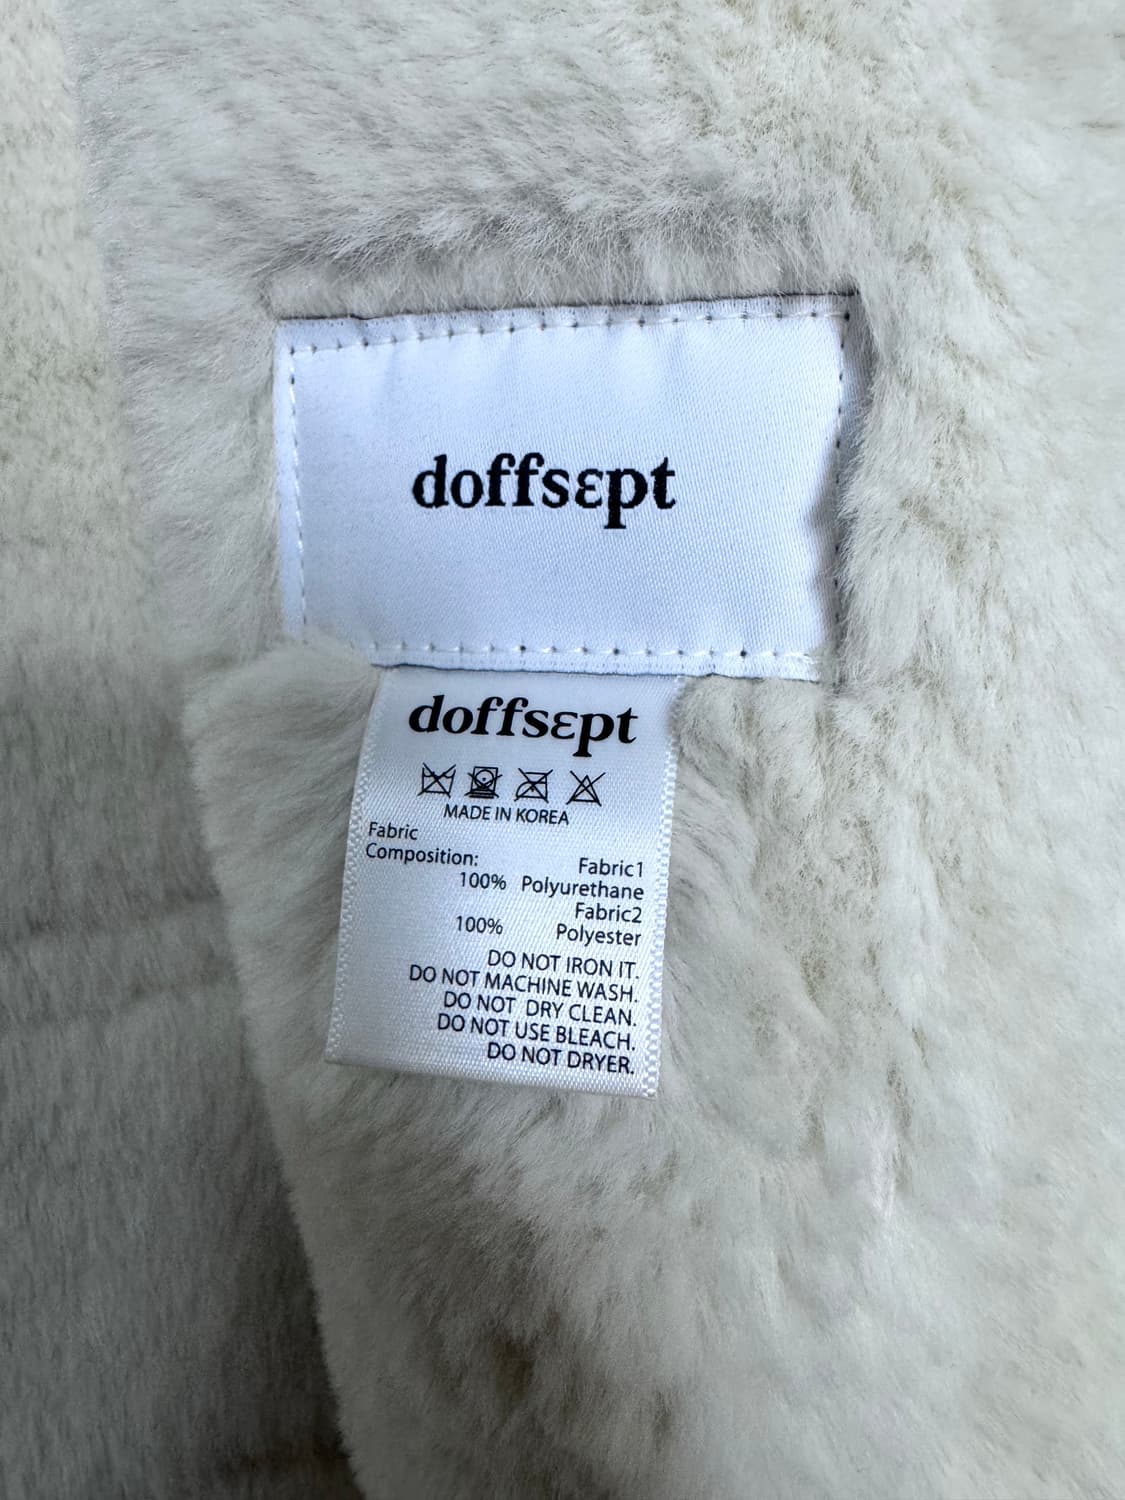 doffsεpt
doffsεpt
MADE IN KOREA
Fabric
Composition:
Fabric1
100% Polyurethane
Fabric2
100% Polyester
DO NOT IRON IT.
DO NOT MACHINE WASH.
DO NOT DRY CLEAN.
DO NOT USE BLEACH.
DO NOT DRYER.